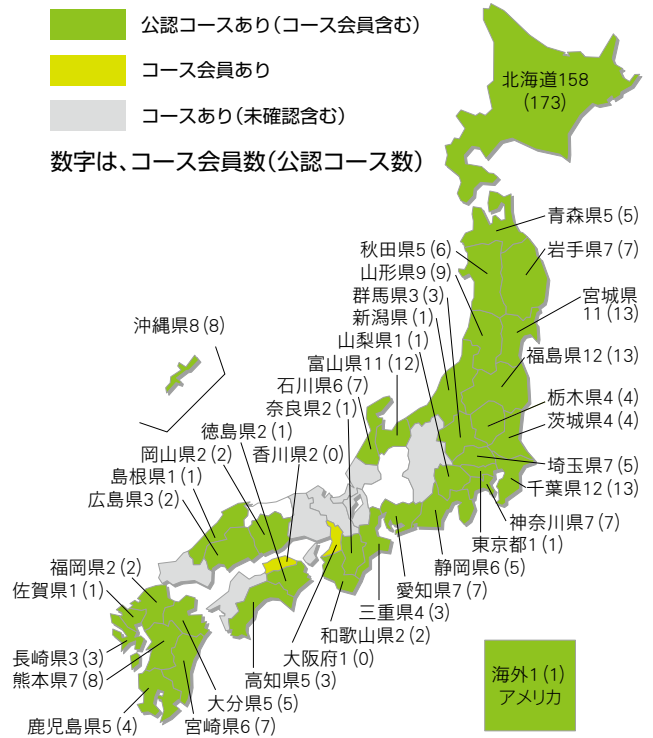 公認コースあり(コース会員含む)
コース会員あり
コースあり(未確認含む)
数字は、コース会員数(公認コース数)
北海道158
(173)
青森県5 (5)
秋田県5 (6)
岩手県7 (7)
山形県9 (9)
群馬県3 (3)
宮城県
11 (13)
新潟県 (1)
沖縄県8 (8)
山梨県1 (1)
福島県12 (13)
富山県11 (12)
石川県6 (7)
栃木県4 (4)
奈良県2 (1)
茨城県4 (4)
徳島県2 (1)
岡山県2 (2)
香川県2 (0)
埼玉県7 (5)
島根県1 (1)
千葉県12 (13)
広島県3 (2)
神奈川県7 (7)
東京都1 (1)
静岡県6 (5)
福岡県2 (2)
愛知県7 (7)
佐賀県1 (1)
三重県4 (3)
和歌山県2 (2)
長崎県3 (3)
大阪府1 (0)
熊本県7 (8)
高知県5 (3)
大分県5 (5)
鹿児島県5 (4)
宮崎県6 (7)
海外1 (1)
アメリカ